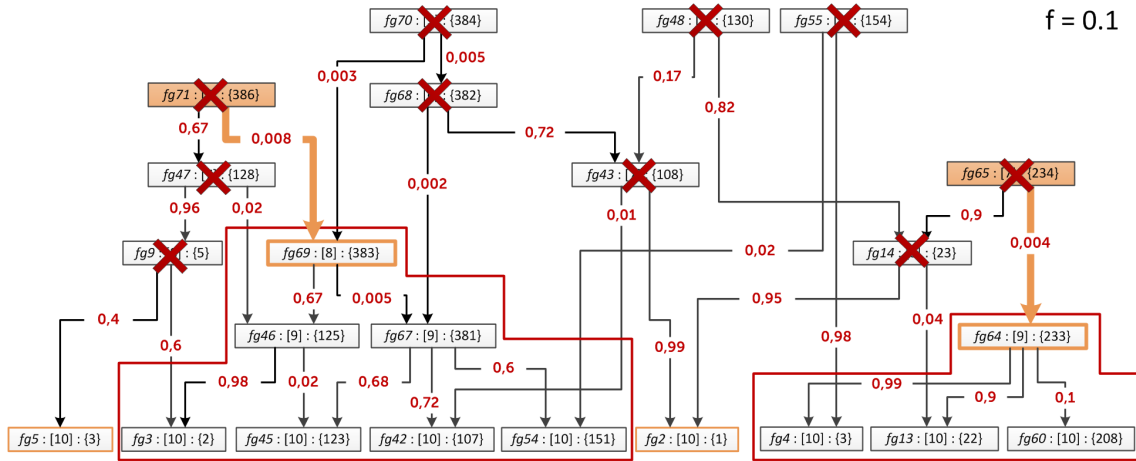 fg70 : [ ] : {384}
fg48 : [ ] : {130}
fg55 : [ ] : {154}
f = 0.1
0,003
0,005
0,17
0,82
fg71 : [ ] : {386}
fg68 : [ ] : {382}
0,67
0,008
0,72
fg47 : [ ] : {128}
fg43 : [ ] : {108}
fg65 : [ ] : {234}
0,002
0,96
0,02
0,01
0,9
0,004
fg9 : [ ] : {5}
fg69 : [8] : {383}
0,02
fg14 : [ ] : {23}
0,67
0,005
0,95
0,4
0,04
fg46 : [9] : {125}
fg67 : [9] : {381}
0,98
fg64 : [9] : {233}
0,6
0,99
0,6
0,98
0,02
0,68
0,72
0,99
0,9
0,1
fg5 : [10] : {3}
fg3 : [10] : {2}
fg45 : [10] : {123}
fg42 : [10] : {107}
fg54 : [10] : {151}
fg2 : [10] : {1}
fg4 : [10] : {3}
fg13 : [10] : {22}
fg60 : [10] : {208}